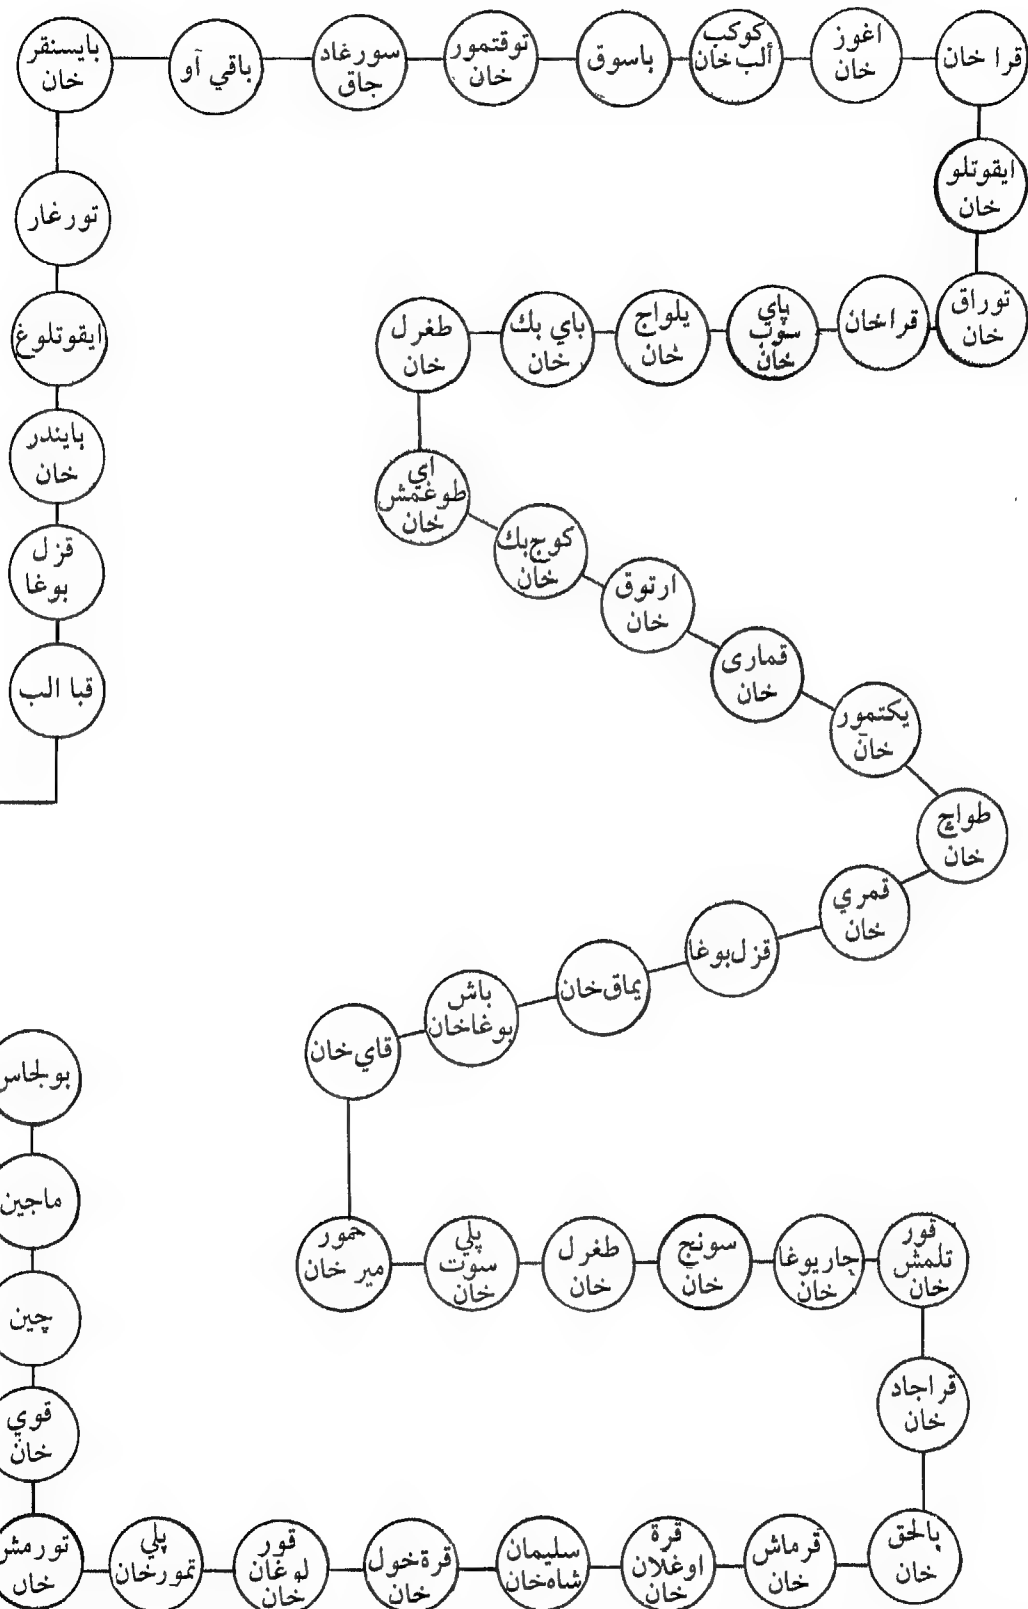 قرا خان
اغوز
خان
كوكب
ألب خان
باسوق
توقتمور
خان
سورغاد
جاق
باقي آو
بايسنقر
خان
تورغار
ايقوتلوغ
بايندر
خان
قزل
بوغا
قبا الب
ايقوتلو
خان
توراق
خان
قراخان
باي
سوب
خان
يلواج
خان
باي بك
خان
طغرل
خان
اي
طوغمش
خان
كوج بك
خان
ارتوق
خان
قمارى
خان
يكتمور
خان
طواج
خان
قمري
خان
قزل بوغا
يماق خان
باش
بوغاخان
قاي خان
مير خان
پلي
سوت
خان
طغرل
خان
سونج
خان
جاربوغا
خان
قور
تلمش
خان
قراجاد
خان
بالحق
خان
قرماش
خان
قرة
اوغلان
خان
سليمان
شاه خان
قرة خول
خان
قور
لوغان
خان
پلي
تمورخان
تورمش
خان
قوي
خان
چين
ماجين
بولجاس